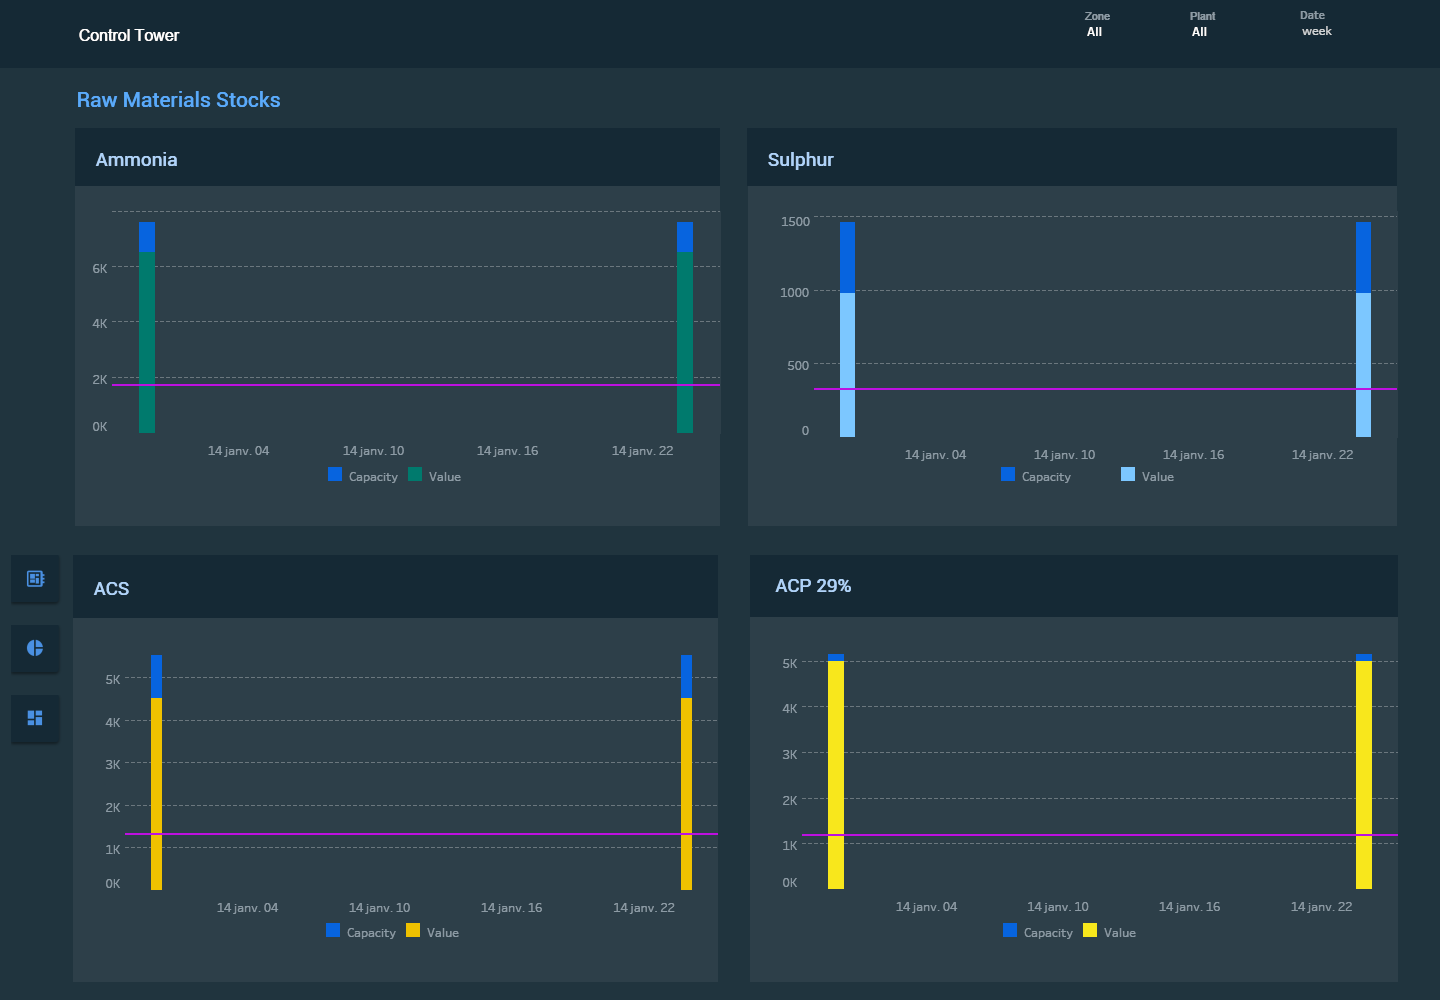 Control Tower
Zone
All
Plant
All
Date
week
Raw Materials Stocks
Ammonia
6K
4K
2K
0K
14 janv. 04
14 janv. 10
14 janv. 16
14 janv. 22
Capacity
Value
Sulphur
1500
1000
500
0
14 janv. 04
14 janv. 10
14 janv. 16
14 janv. 22
Capacity
Value
ACS
5K
4K
3K
2K
1K
0K
14 janv. 04
14 janv. 10
14 janv. 16
14 janv. 22
Capacity
Value
ACP 29%
5K
4K
3K
2K
1K
0K
14 janv. 04
14 janv. 10
14 janv. 16
14 janv. 22
Capacity
Value